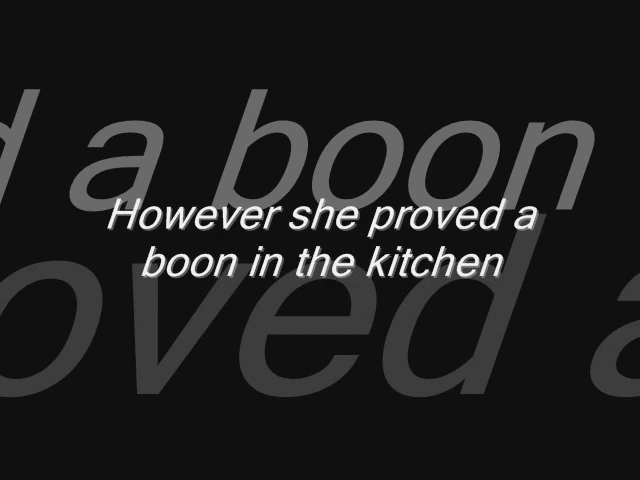 d a boon
However she proved a
boon in the kitchen
oved a